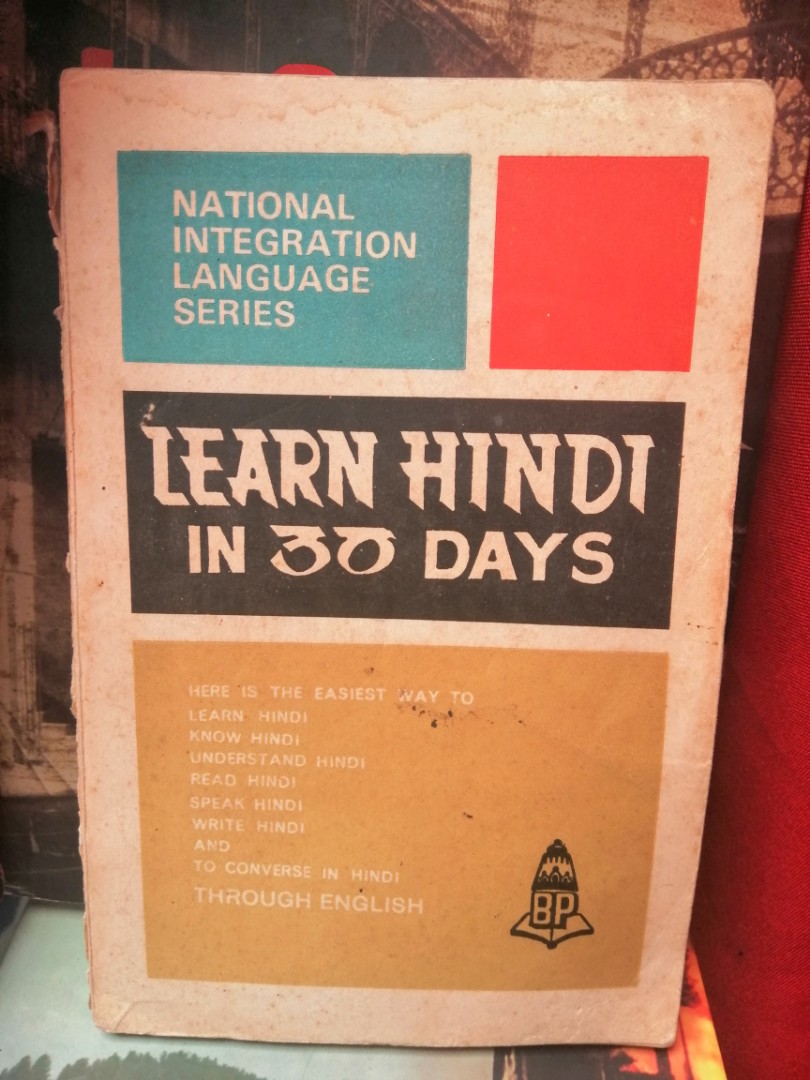 NATIONAL
INTEGRATION
LANGUAGE
SERIES
LEARN HINDI
IN 30 DAYS
HERE IS THE EASIEST WAY TO
LEARN HINDI
KNOW HINDI
UNDERSTAND HINDI
READ HINDI
SPEAK HINDI
WRITE HINDI
AND
TO CONVERSE IN HINDI
THROUGH ENGLISH
BP